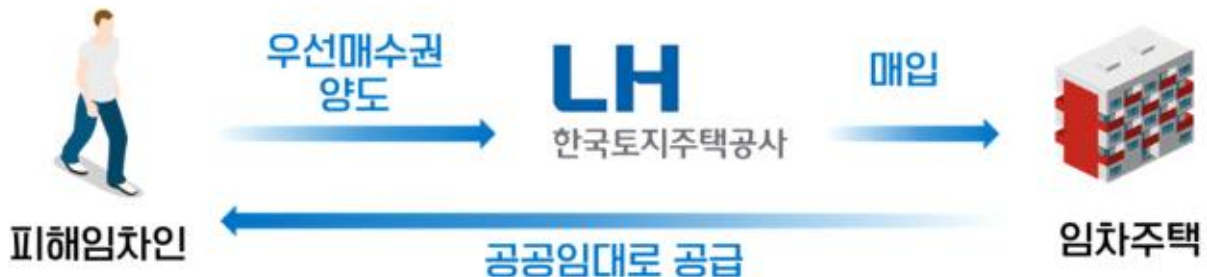 우선매수권
양도
LH
한국토지주택공사
매입
피해임차인
임차주택
공공임대로 공급